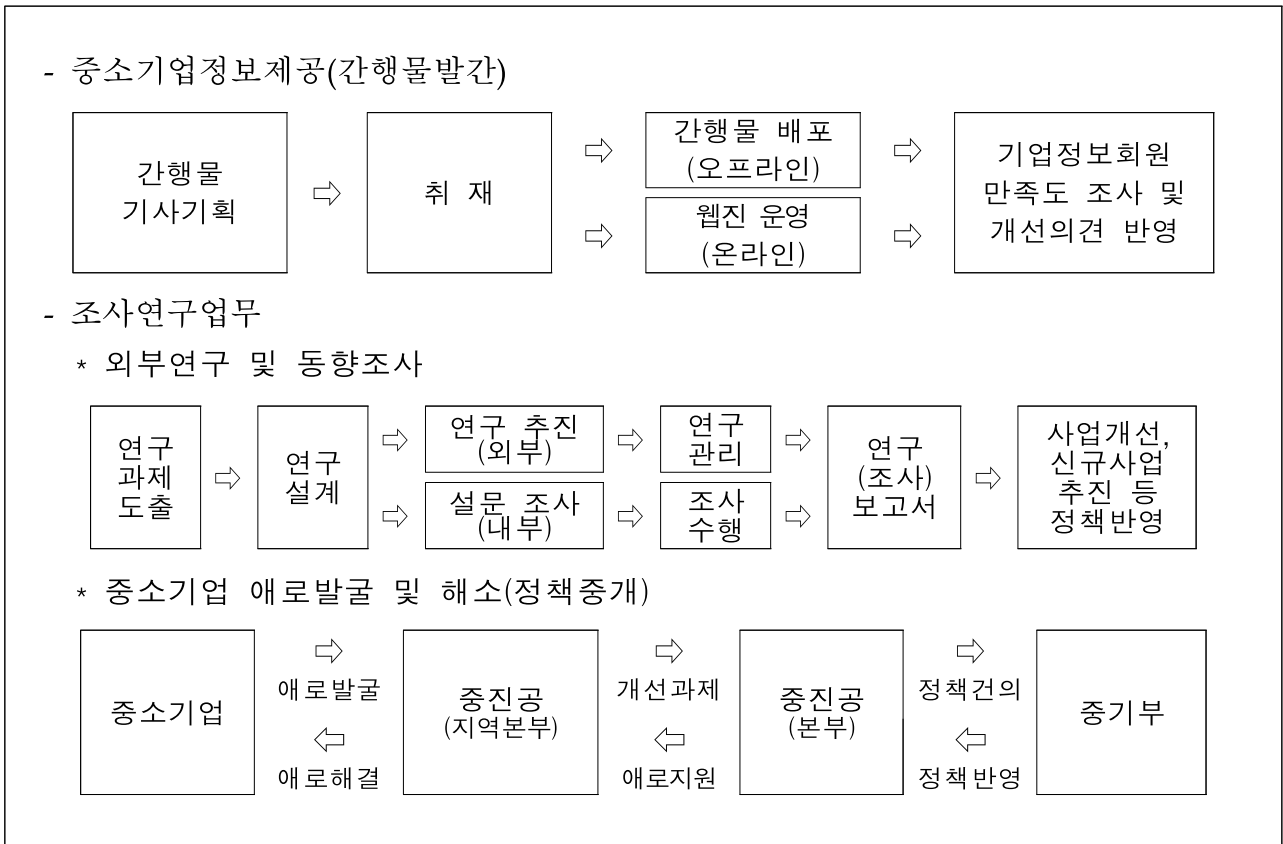 - 중소기업정보제공(간행물발간)
간행물
기사기획
⇨
취 재
⇨
간행물 배포
(오프라인)
⇨
⇨
웹진 운영
(온라인)
⇨
기업정보회원
만족도 조사 및
개선의견 반영
- 조사연구업무
* 외부연구 및 동향조사
연구
과제
도출
⇨
연구
설계
⇨
연구 추진
(외부)
⇨
연구
관리
⇨
⇨
설문 조사
(내부)
⇨
조사
수행
⇨
연구
(조사)
보고서
⇨
사업개선,
신규사업
추진 등
정책반영
* 중소기업 애로발굴 및 해소(정책중개)
중소기업
⇨
애로발굴
⇦
애로해결
중진공
(지역본부)
⇨
개선과제
⇦
애로지원
중진공
(본부)
⇨
정책건의
⇦
정책반영
중기부